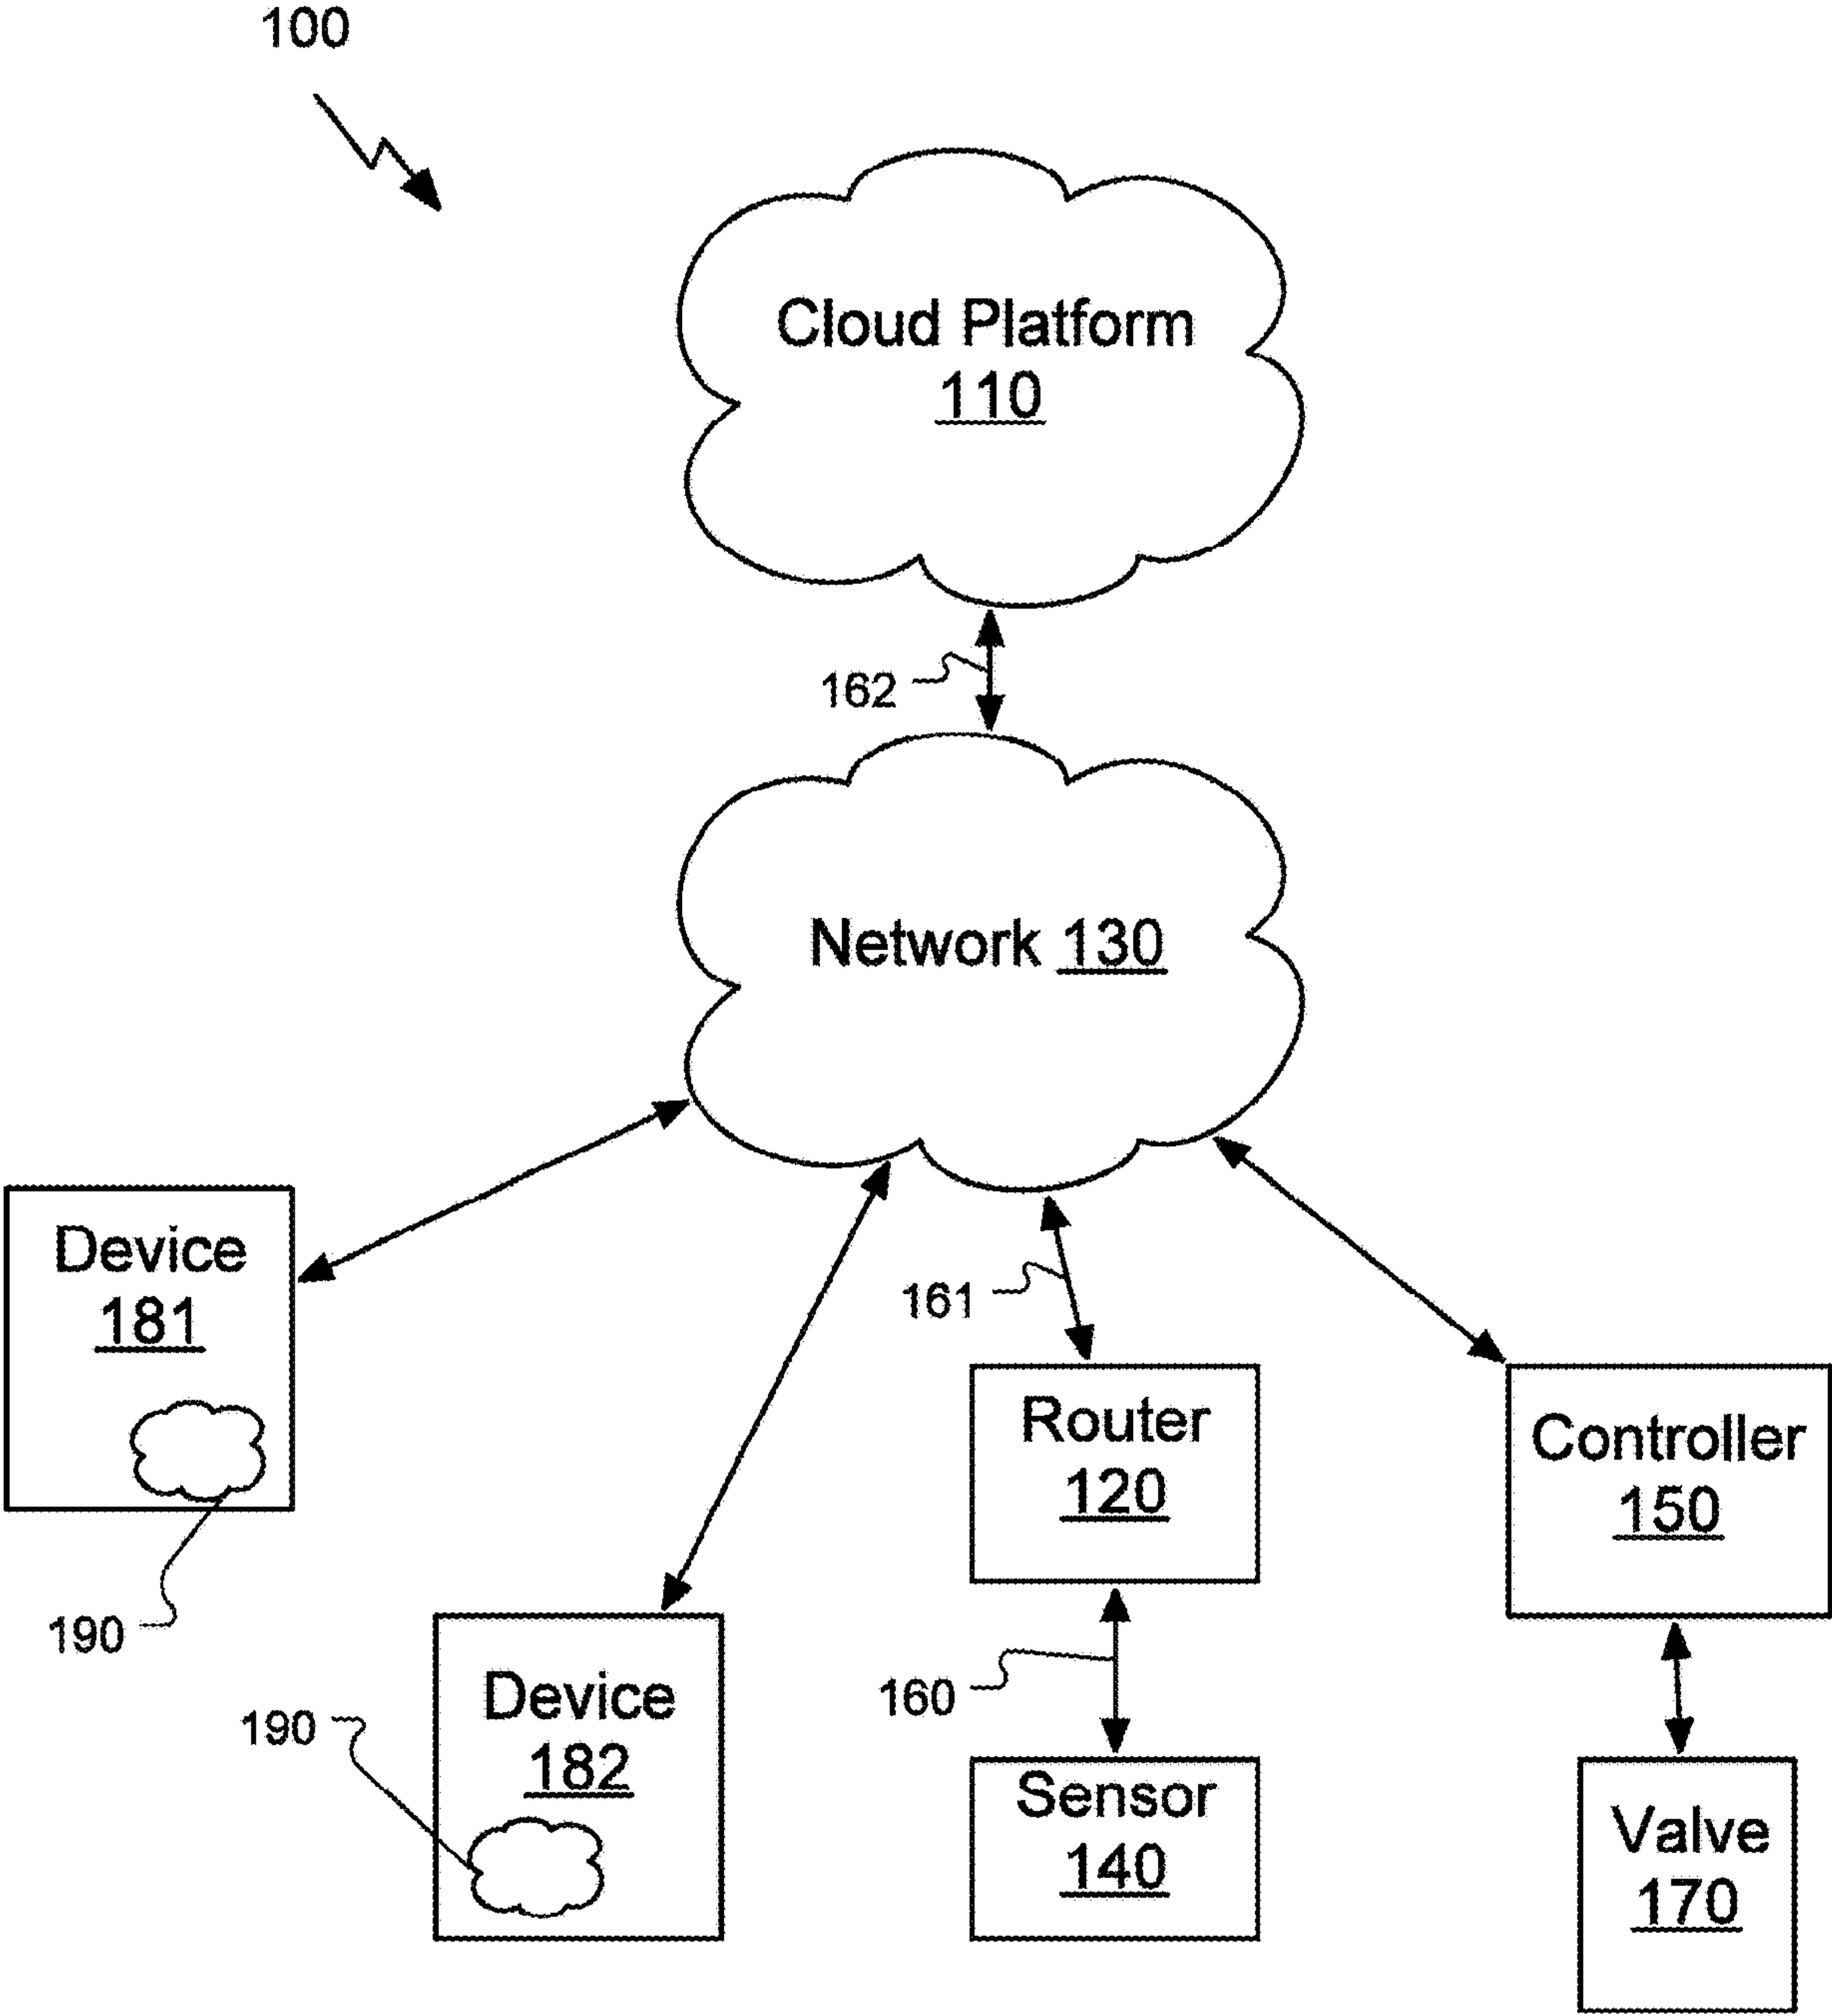 100
Cloud Platform
110
162
Network 130
Device
181
161
Router
120
Controller
150
190
Device
182
190
160
Sensor
140
Valve
170